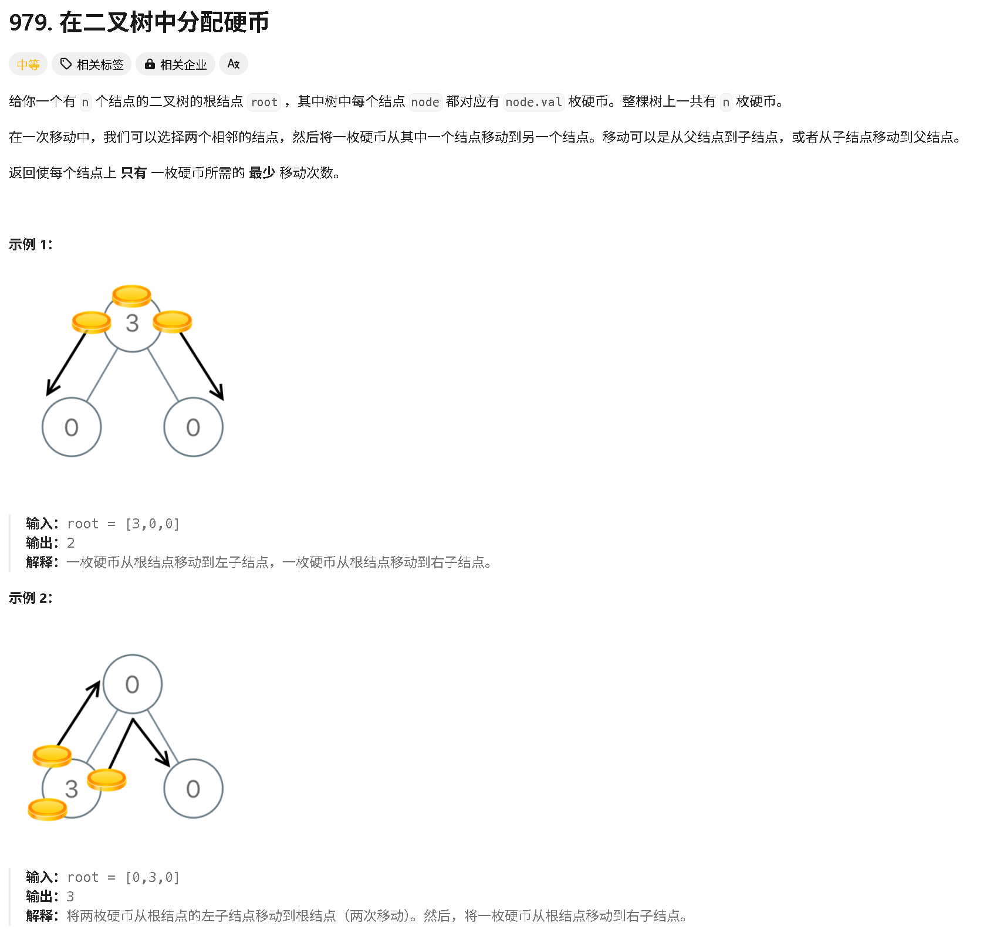 979. 在二叉树中分配硬币
中等 相关标签 相关企业 Ax
给你一个有 n 个结点的二叉树的根结点 root ，其中树中每个结点 node 都对应有 node.val 枚硬币。整棵树上一共有 n 枚硬币。
在一次移动中，我们可以选择两个相邻的结点，然后将一枚硬币从其中一个结点移动到另一个结点。移动可以是从父结点到子结点，或者从子结点移动到父结点。
返回使每个结点上 只有 一枚硬币所需的 最少 移动次数。
示例 1：
3
0 0
输入：root = [3,0,0]
输出：2
解释：一枚硬币从根结点移动到左子结点，一枚硬币从根结点移动到右子结点。
示例 2：
0
3 0
输入：root = [0,3,0]
输出：3
解释：将两枚硬币从根结点的左子结点移动到根结点（两次移动）。然后，将一枚硬币从根结点移动到右子结点。